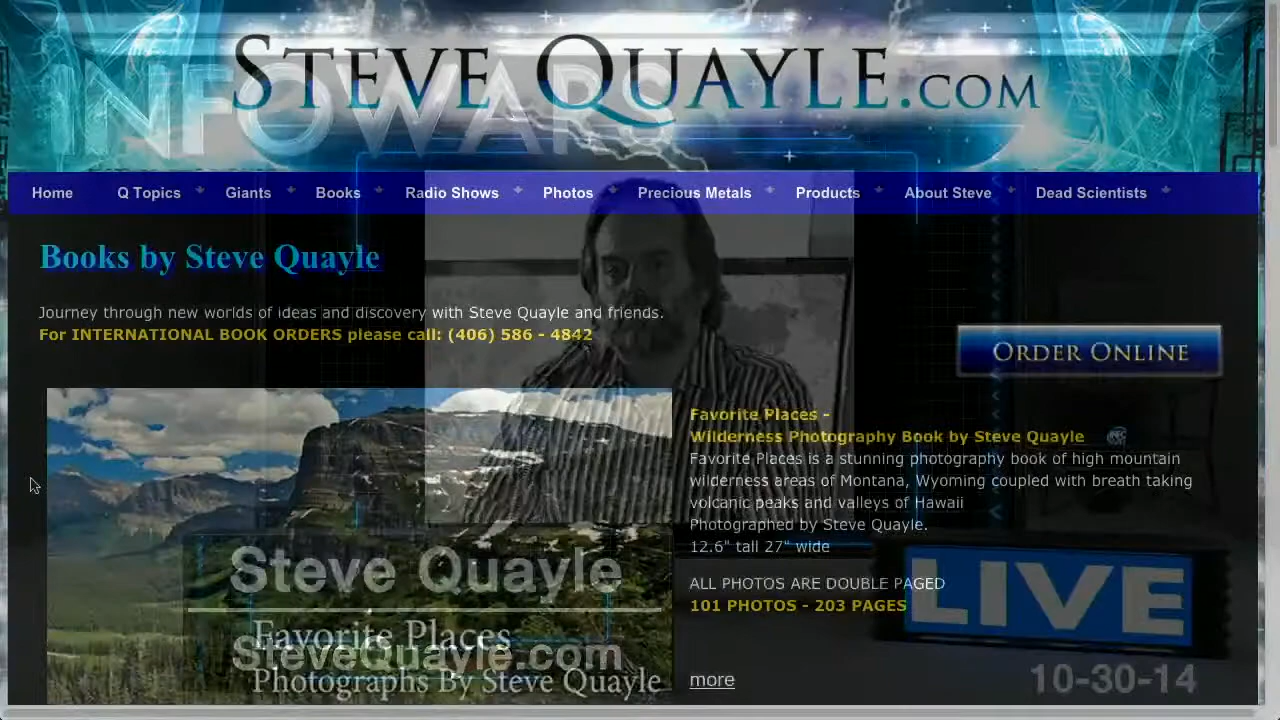 STEVE QUAYLE.COM
INFOWARS
Home Q Topics Giants Books Radio Shows Photos Precious Metals Products About Steve Dead Scientists
Books by Steve Quayle
Journey through new worlds of ideas and discovery with Steve Quayle and friends.
For INTERNATIONAL BOOK ORDERS please call: (406) 586 - 4842
ORDER ONLINE
Favorite Places -
Wilderness Photography Book by Steve Quayle
Favorite Places is a stunning photography book of high mountain
wilderness areas of Montana, Wyoming coupled with breath taking
volcanic peaks and valleys of Hawaii
Photographed by Steve Quayle.
12.6" tall 27" wide
ALL PHOTOS ARE DOUBLE PAGED
101 PHOTOS - 203 PAGES
more
Steve Quayle
Favorite Places
SteveQuayle.com
Photographs By Steve Quayle
LIVE
10-30-14